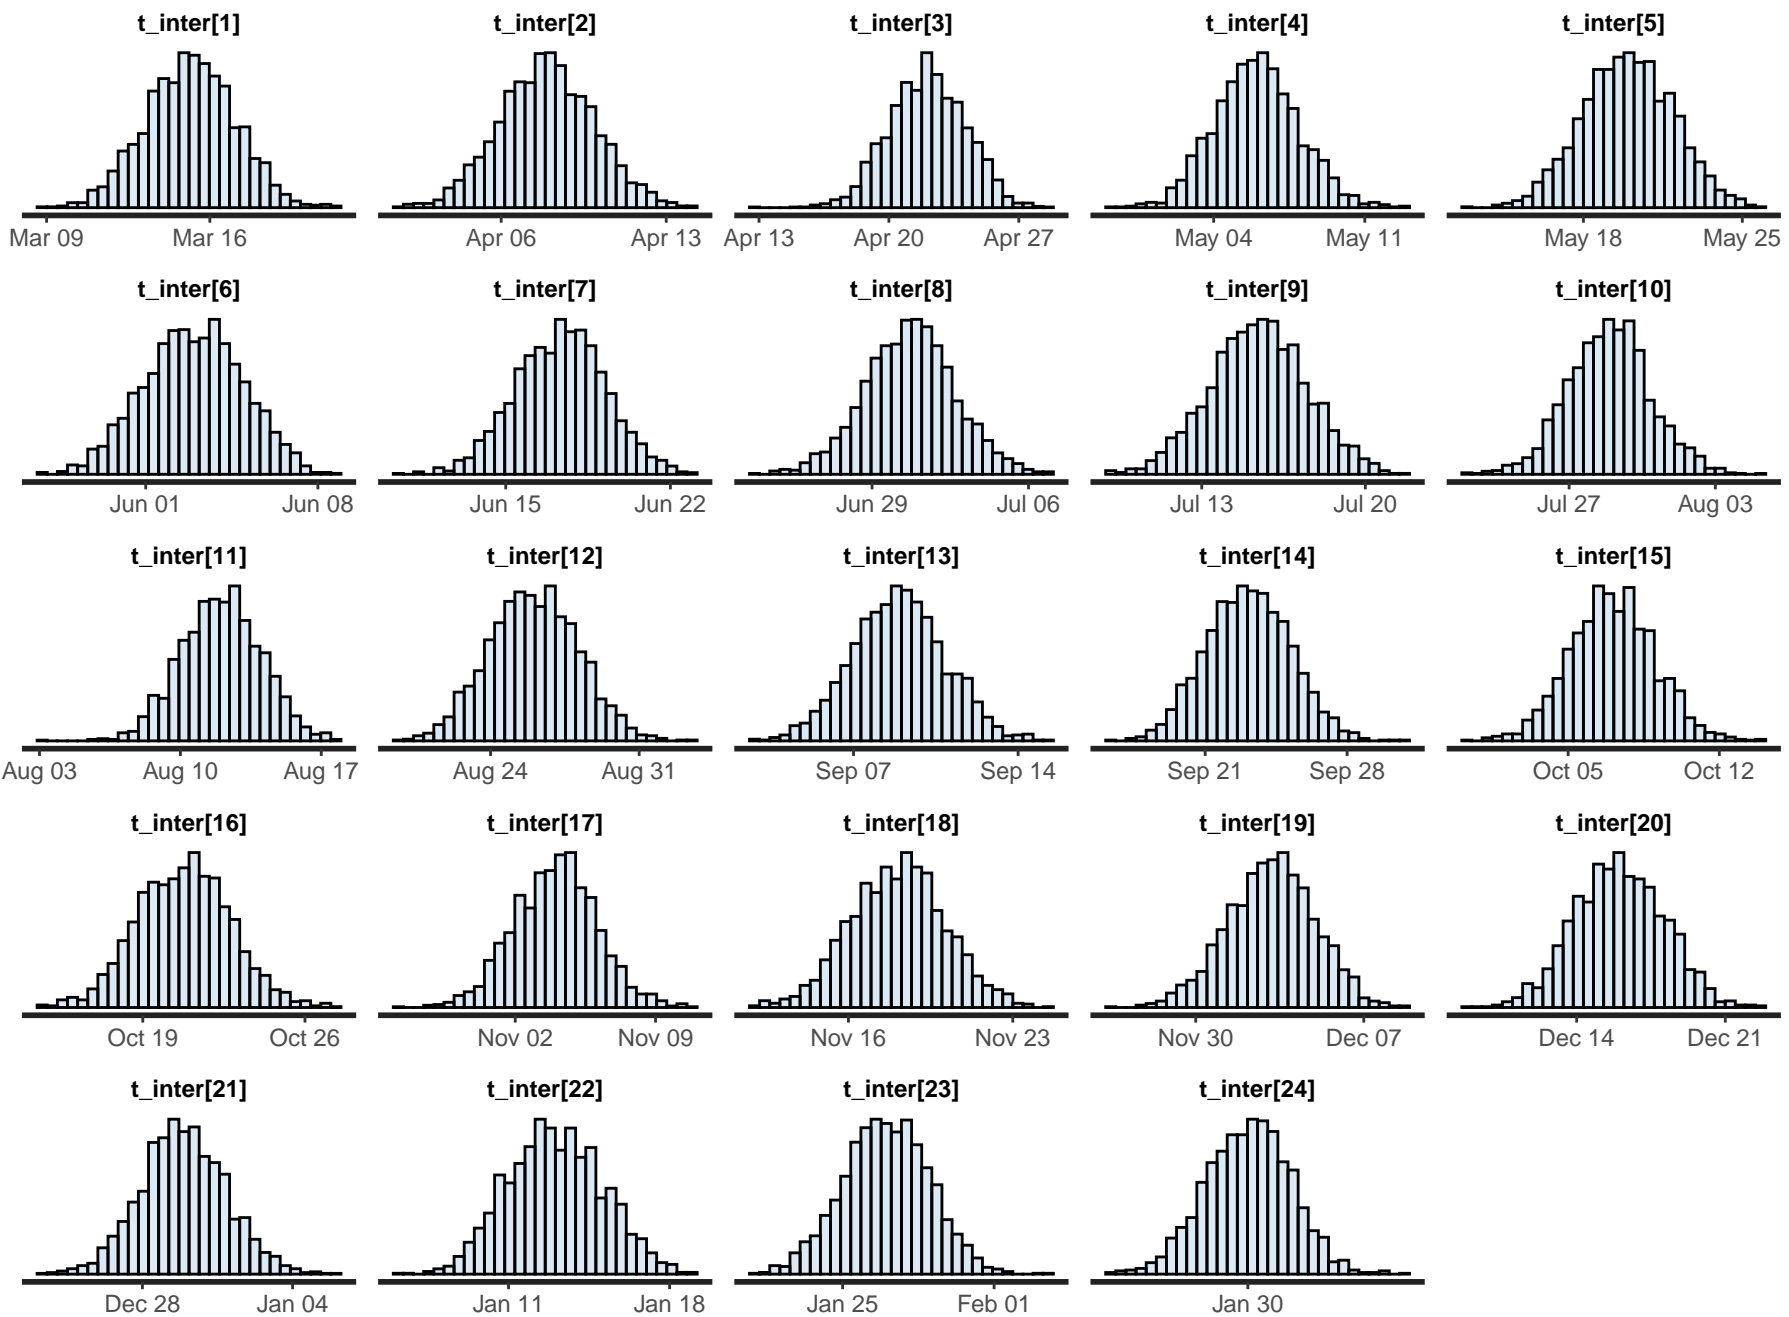 t_inter[1] t_inter[2] t_inter[3] t_inter[4] t_inter[5]
Mar 09 Mar 16 Apr 06 Apr 13 Apr 13 Apr 20 Apr 27 May 04 May 11 May 18 May 25
t_inter[6] t_inter[7] t_inter[8] t_inter[9] t_inter[10]
Jun 01 Jun 08 Jun 15 Jun 22 Jun 29 Jul 06 Jul 13 Jul 20 Jul 27 Aug 03
t_inter[11] t_inter[12] t_inter[13] t_inter[14] t_inter[15]
Aug 03 Aug 10 Aug 17 Aug 24 Aug 31 Sep 07 Sep 14 Sep 21 Sep 28 Oct 05 Oct 12
t_inter[16] t_inter[17] t_inter[18] t_inter[19] t_inter[20]
Oct 19 Oct 26 Nov 02 Nov 09 Nov 16 Nov 23 Nov 30 Dec 07 Dec 14 Dec 21
t_inter[21] t_inter[22] t_inter[23] t_inter[24]
Dec 28 Jan 04 Jan 11 Jan 18 Jan 25 Feb 01 Jan 30